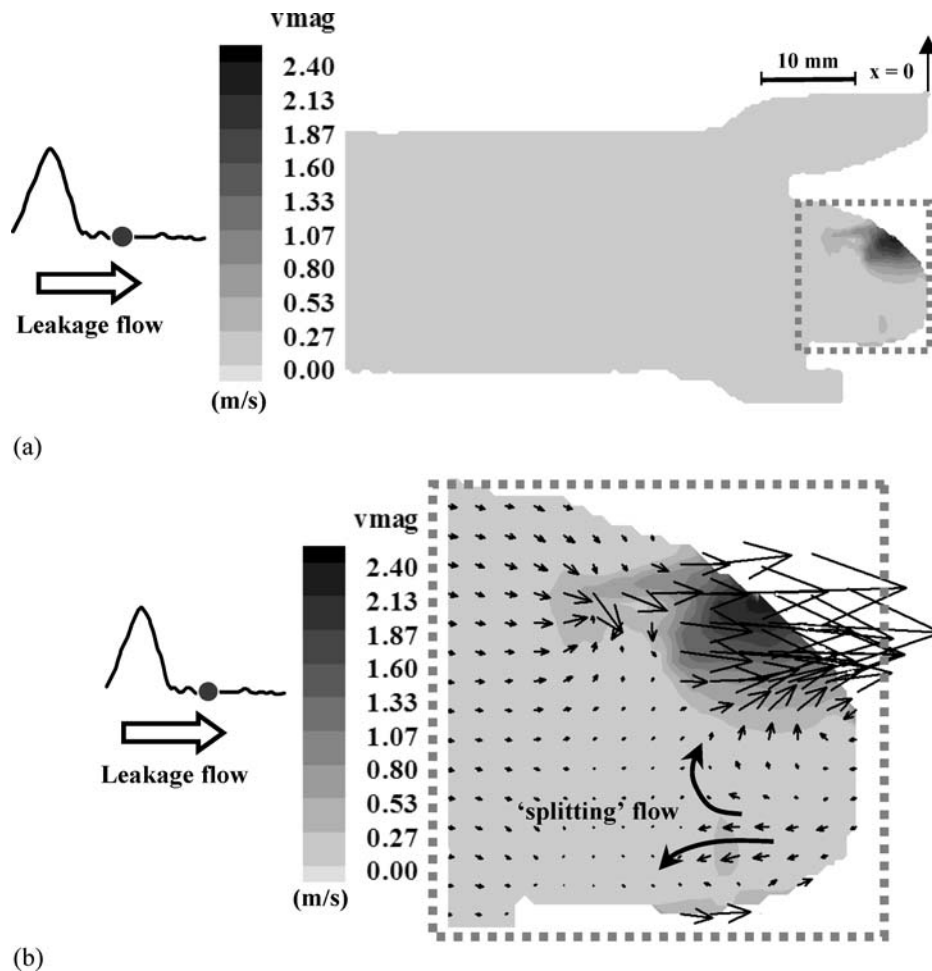 vmag
2.40
2.13
1.87
1.60
1.33
1.07
0.80
0.53
0.27
0.00
(m/s)
Leakage flow
10 mm
x = 0
(a)
vmag
2.40
2.13
1.87
1.60
1.33
1.07
0.80
0.53
0.27
0.00
(m/s)
Leakage flow
‘splitting’ flow
(b)